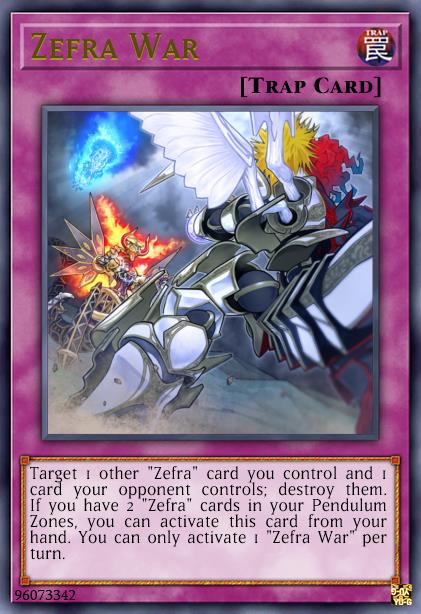 Zefra War
TRAP
罠
[Trap Card]
Target 1 other "Zefra" card you control and 1
card your opponent controls; destroy them.
If you have 2 "Zefra" cards in your Pendulum
Zones, you can activate this card from your
hand. You can only activate 1 "Zefra War" per
turn.
96073342